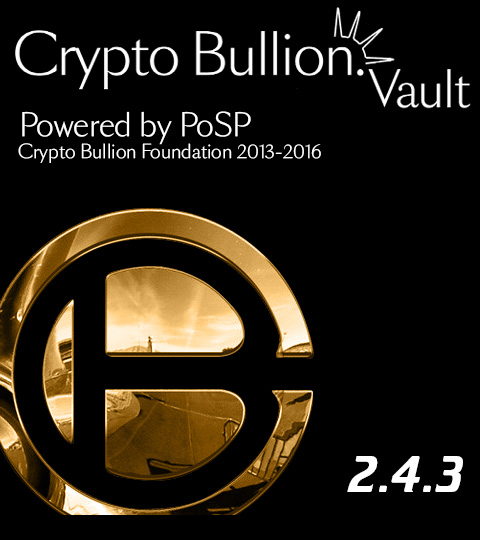 Crypto Bullion.
Vault
Powered by PoSP
Crypto Bullion Foundation 2013-2016
2.4.3